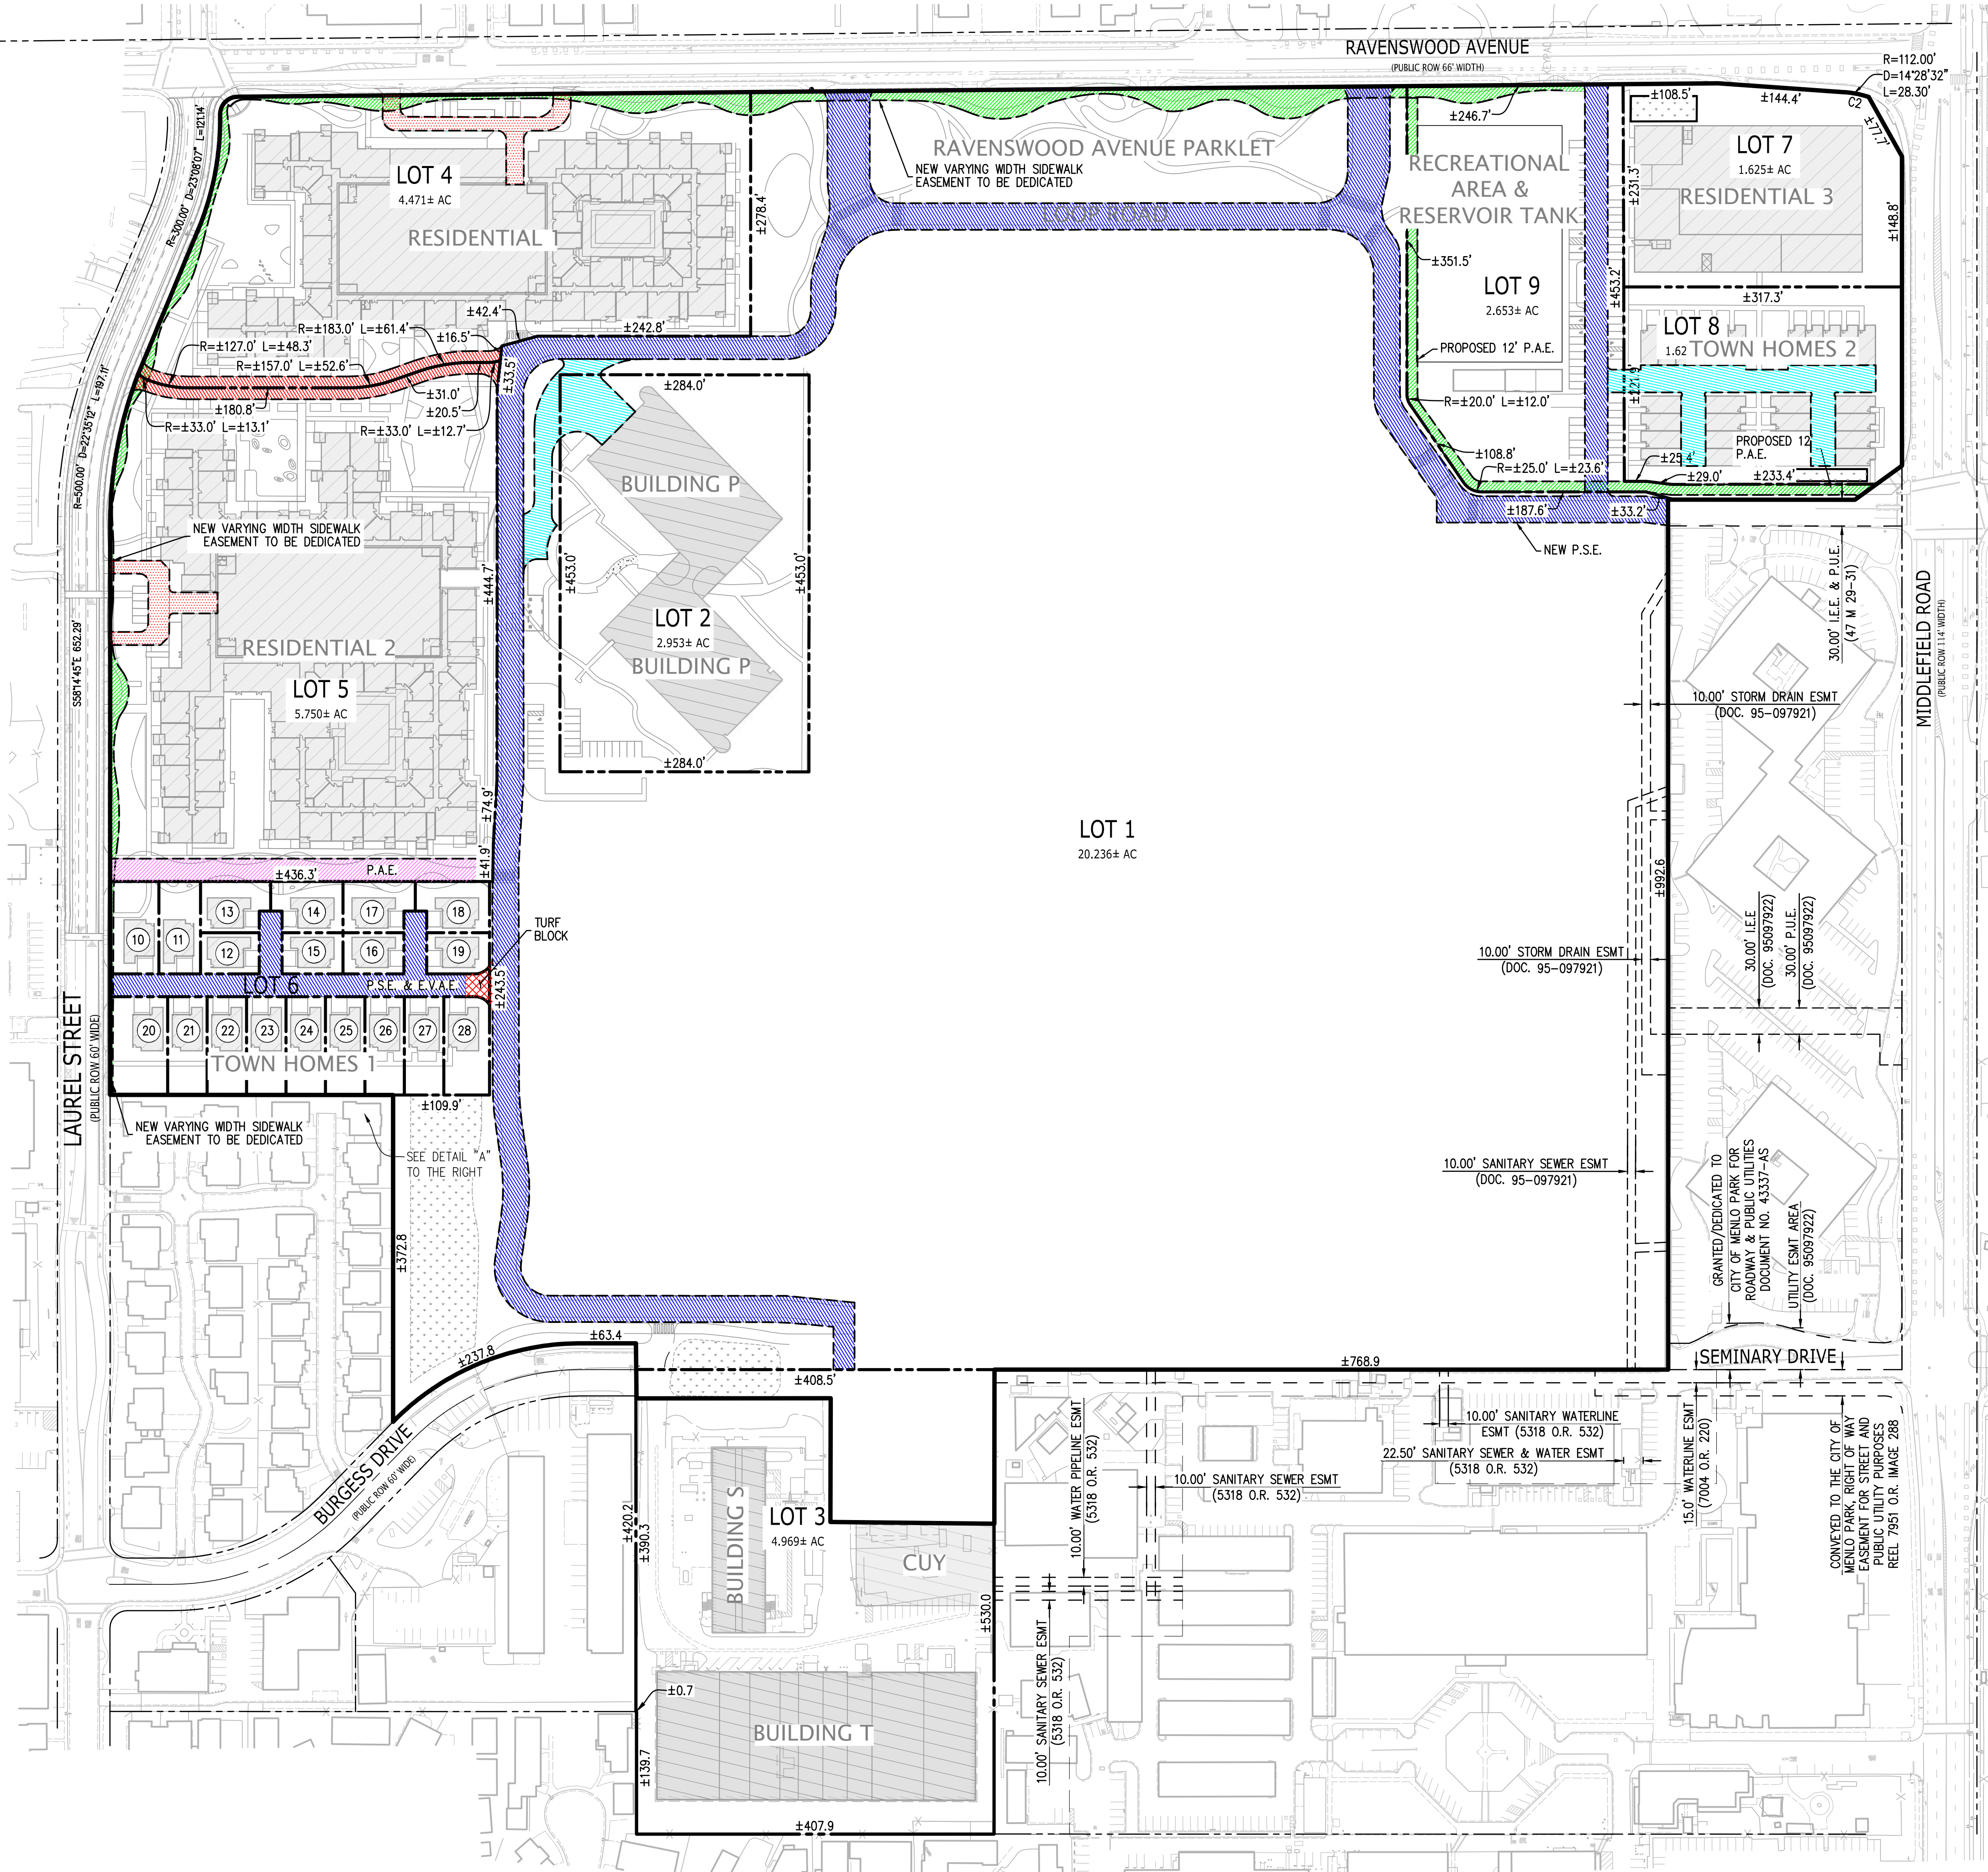 RAVENSWOOD AVENUE
(PUBLIC ROW 66' WIDTH)
R=112.00'
D=14°28'32"
L=28.30'
C2
±108.5'
±144.4'
±77.7'
±246.7'
LOT 7
1.625± AC
RESIDENTIAL 3
±231.3'
±148.8'
R=300.00' D=23°08'07" L=121.14'
LOT 4
4.471± AC
RESIDENTIAL 1
±278.4'
RAVENSWOOD AVENUE PARKLET
NEW VARYING WIDTH SIDEWALK
EASEMENT TO BE DEDICATED
LOOP ROAD
RECREATIONAL
AREA &
RESERVOIR TANK
±351.5'
±453.2'
LOT 9
2.653± AC
PROPOSED 12' P.A.E.
±317.3'
LOT 8
1.62
TOWN HOMES 2
±221.9'
PROPOSED 12
P.A.E.
R=±20.0' L=±12.0'
±108.8'
R=±25.0' L=±23.6'
±25.4'
±29.0'
±233.4'
±187.6'
±33.2'
NEW P.S.E.
±42.4'
R=±183.0' L=±61.4'
±16.5'
±242.8'
R=±127.0' L=±48.3'
R=±157.0' L=±52.6'
±33.5'
±31.0'
±180.8'
±20.5'
R=±33.0' L=±13.1'
R=±33.0' L=±12.7'
R=500.00' D=22°35'12" L=197.11'
±284.0'
BUILDING P
±453.0'
±453.0'
LOT 2
2.953± AC
BUILDING P
±284.0'
NEW VARYING WIDTH SIDEWALK
EASEMENT TO BE DEDICATED
±444.7'
S58°14'45"E 652.29'
RESIDENTIAL 2
LOT 5
5.750± AC
±74.9'
±41.9'
P.A.E.
±436.3'
LOT 1
20.236± AC
30.00' I.E.E. & P.U.E.
(47 M 29-31)
MIDDLEFIELD ROAD
(PUBLIC ROW 114' WIDTH)
10.00' STORM DRAIN ESMT
(DOC. 95-097921)
±992.6
10.00' STORM DRAIN ESMT
(DOC. 95-097921)
30.00' I.E.E
(DOC. 95097922)
30.00' P.U.E.
(DOC. 95097922)
13
14
17
18
10
11
12
15
16
19
TURF
BLOCK
LOT 6
P.S.E. & E.V.A.E.
±243.5'
20
21
22
23
24
25
26
27
28
TOWN HOMES 1
±109.9'
LAUREL STREET
(PUBLIC ROW 60' WIDE)
NEW VARYING WIDTH SIDEWALK
EASEMENT TO BE DEDICATED
SEE DETAIL "A"
TO THE RIGHT
±372.8
10.00' SANITARY SEWER ESMT
(DOC. 95-097921)
GRANTED/DEDICATED TO
CITY OF MENLO PARK FOR
ROADWAY & PUBLIC UTILITIES
DOCUMENT NO. 43337-AS
UTILITY ESMT AREA
(DOC. 95097922)
±63.4
±237.8
±408.5'
±768.9
SEMINARY DRIVE
BURGESS DRIVE
(PUBLIC ROW 60' WIDE)
±420.2
±390.3
BUILDING S
LOT 3
4.969± AC
CUY
±530.0
10.00' WATER PIPELINE ESMT
(5318 O.R. 532)
10.00' SANITARY SEWER ESMT
(5318 O.R. 532)
10.00' SANITARY WATERLINE
ESMT (5318 O.R. 532)
22.50' SANITARY SEWER & WATER ESMT
(5318 O.R. 532)
15.0' WATERLINE ESMT
(7004 O.R. 220)
CONVEYED TO THE CITY OF
MENLO PARK, RIGHT OF WAY
EASEMENT FOR STREET AND
PUBLIC UTILITY PURPOSES
REEL 7951 O.R. IMAGE 288
10.00' SANITARY SEWER ESMT
(5318 O.R. 532)
±0.7
BUILDING T
±139.7
±407.9